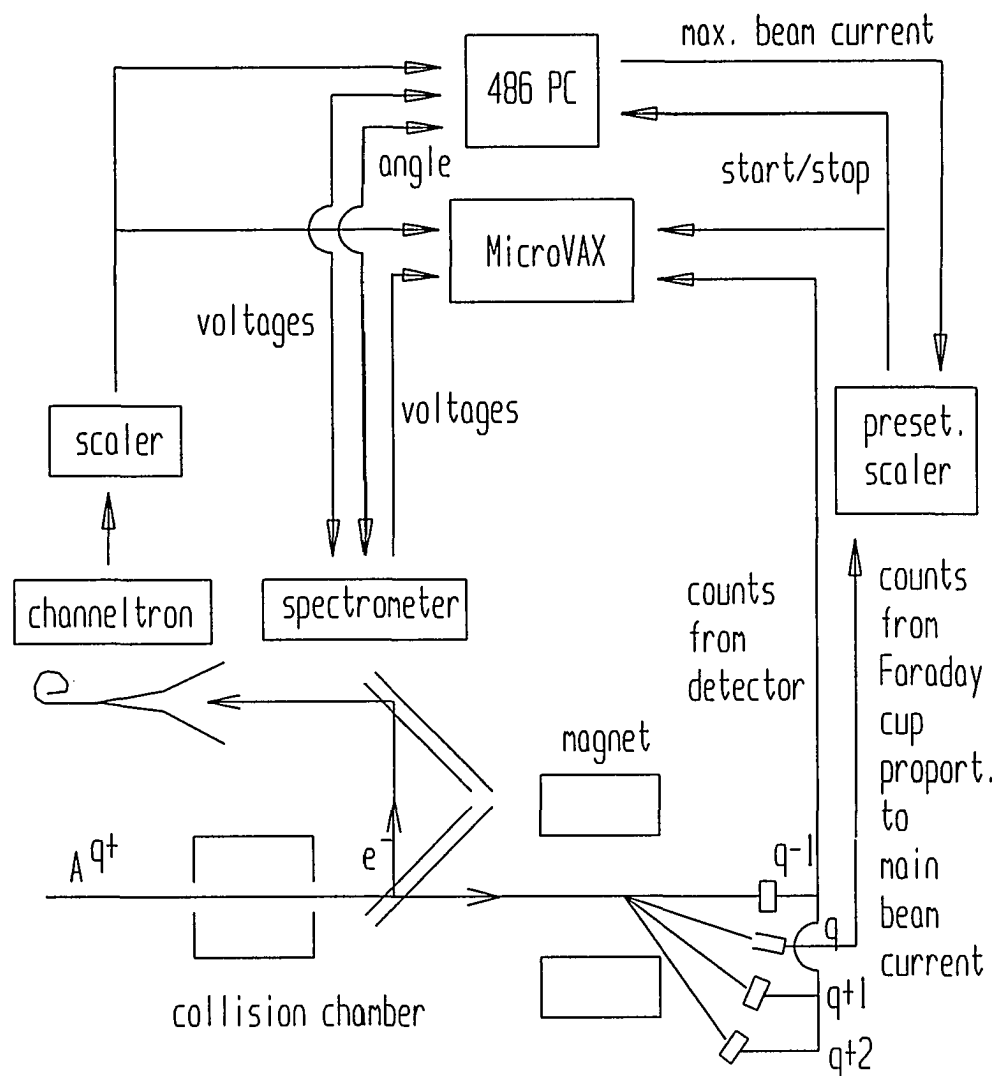 max. beam current
486 PC
angle
start/stop
MicroVAX
voltages
voltages
scaler
preset.
scaler
channeltron
spectrometer
counts
from
detector
counts
from
Faraday
cup
proport.
to
main
beam
current
magnet
A q+
e-
q-1
q
q+1
q+2
collision chamber